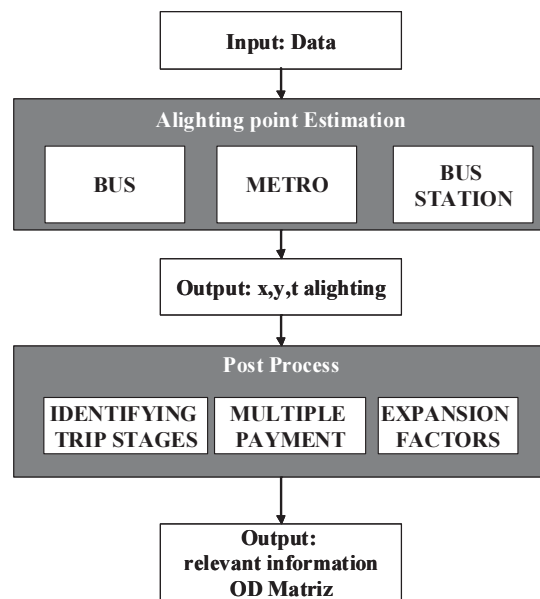 Input: Data
Alighting point Estimation
BUS
METRO
BUS
STATION
Output: x,y,t alighting
Post Process
IDENTIFYING
TRIP STAGES
MULTIPLE
PAYMENT
EXPANSION
FACTORS
Output:
relevant information
OD Matriz